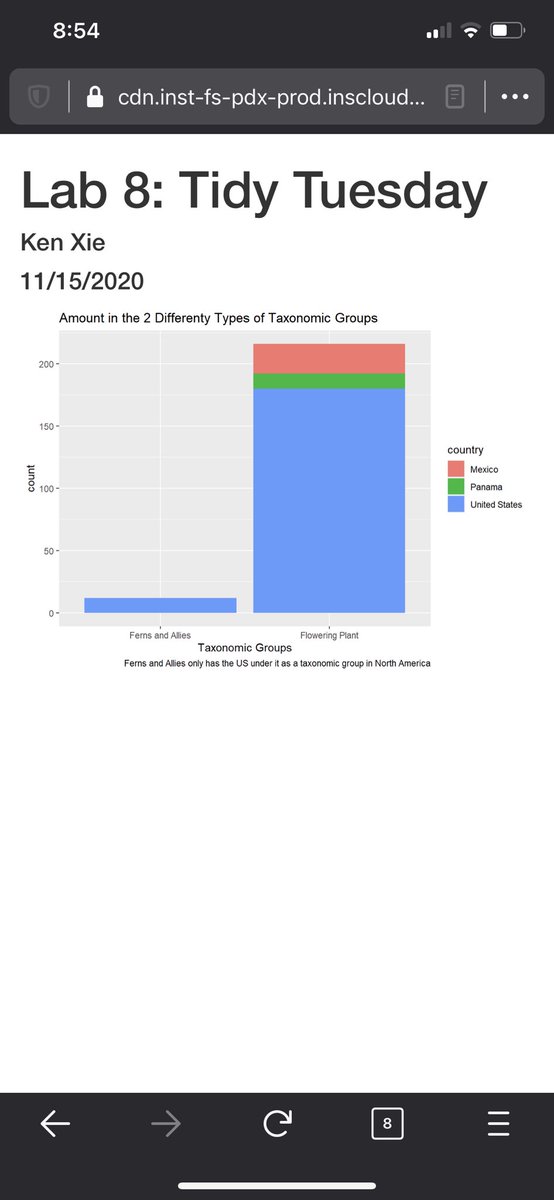 8:54
cdn.inst-fs-pdx-prod.inscloud...
Lab 8: Tidy Tuesday
Ken Xie
11/15/2020
Amount in the 2 Differenty Types of Taxonomic Groups
200
150
100
50
0
count
country
Mexico
Panama
United States
Ferns and Allies
Flowering Plant
Taxonomic Groups
Ferns and Allies only has the US under it as a taxonomic group in North America
8